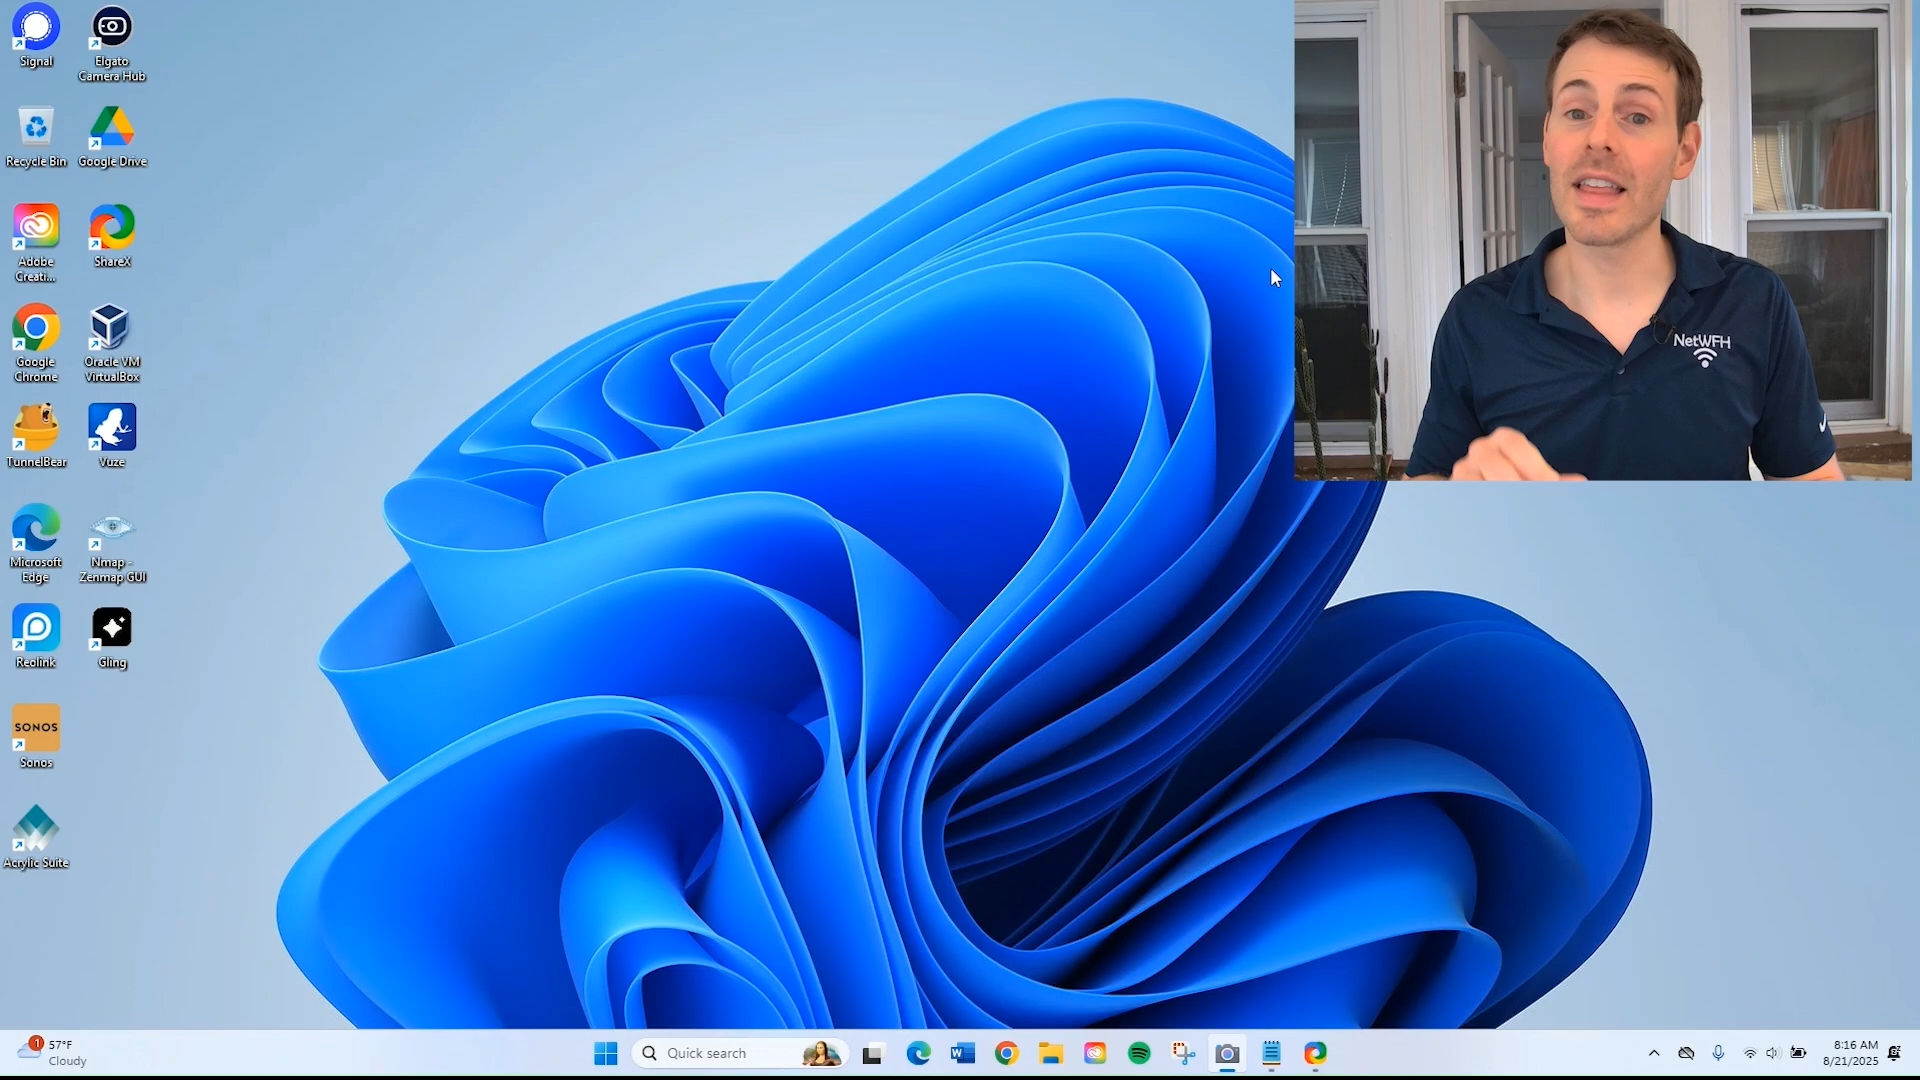 Signal
Elgato
Camera Hub
Recycle Bin
Google Drive
Adobe
Creati...
ShareX
Google
Chrome
Oracle VM
VirtualBox
TunnelBear
Vuze
Microsoft
Edge
Nmap -
Zenmap GUI
Reolink
Gling
SONOS
Sonos
Acrylic Suite
NetWFH
1
57°F
Cloudy
Quick search
8:16 AM
8/21/2025